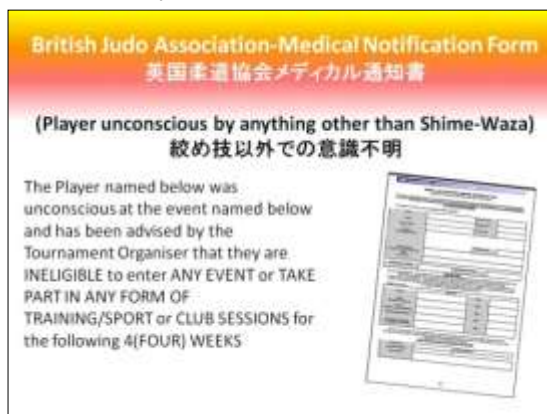 British Judo Association-Medical Notification Form
英国柔道協会メディカル通知書
(Player unconscious by anything other than Shime-Waza)
絞め技以外での意識不明
The Player named below was
unconscious at the event named below
and has been advised by the
Tournament Organiser that they are
INELIGIBLE to enter ANY EVENT or TAKE
PART IN ANY FORM OF
TRAINING/SPORT or CLUB SESSIONS for
the following 4(FOUR) WEEKS